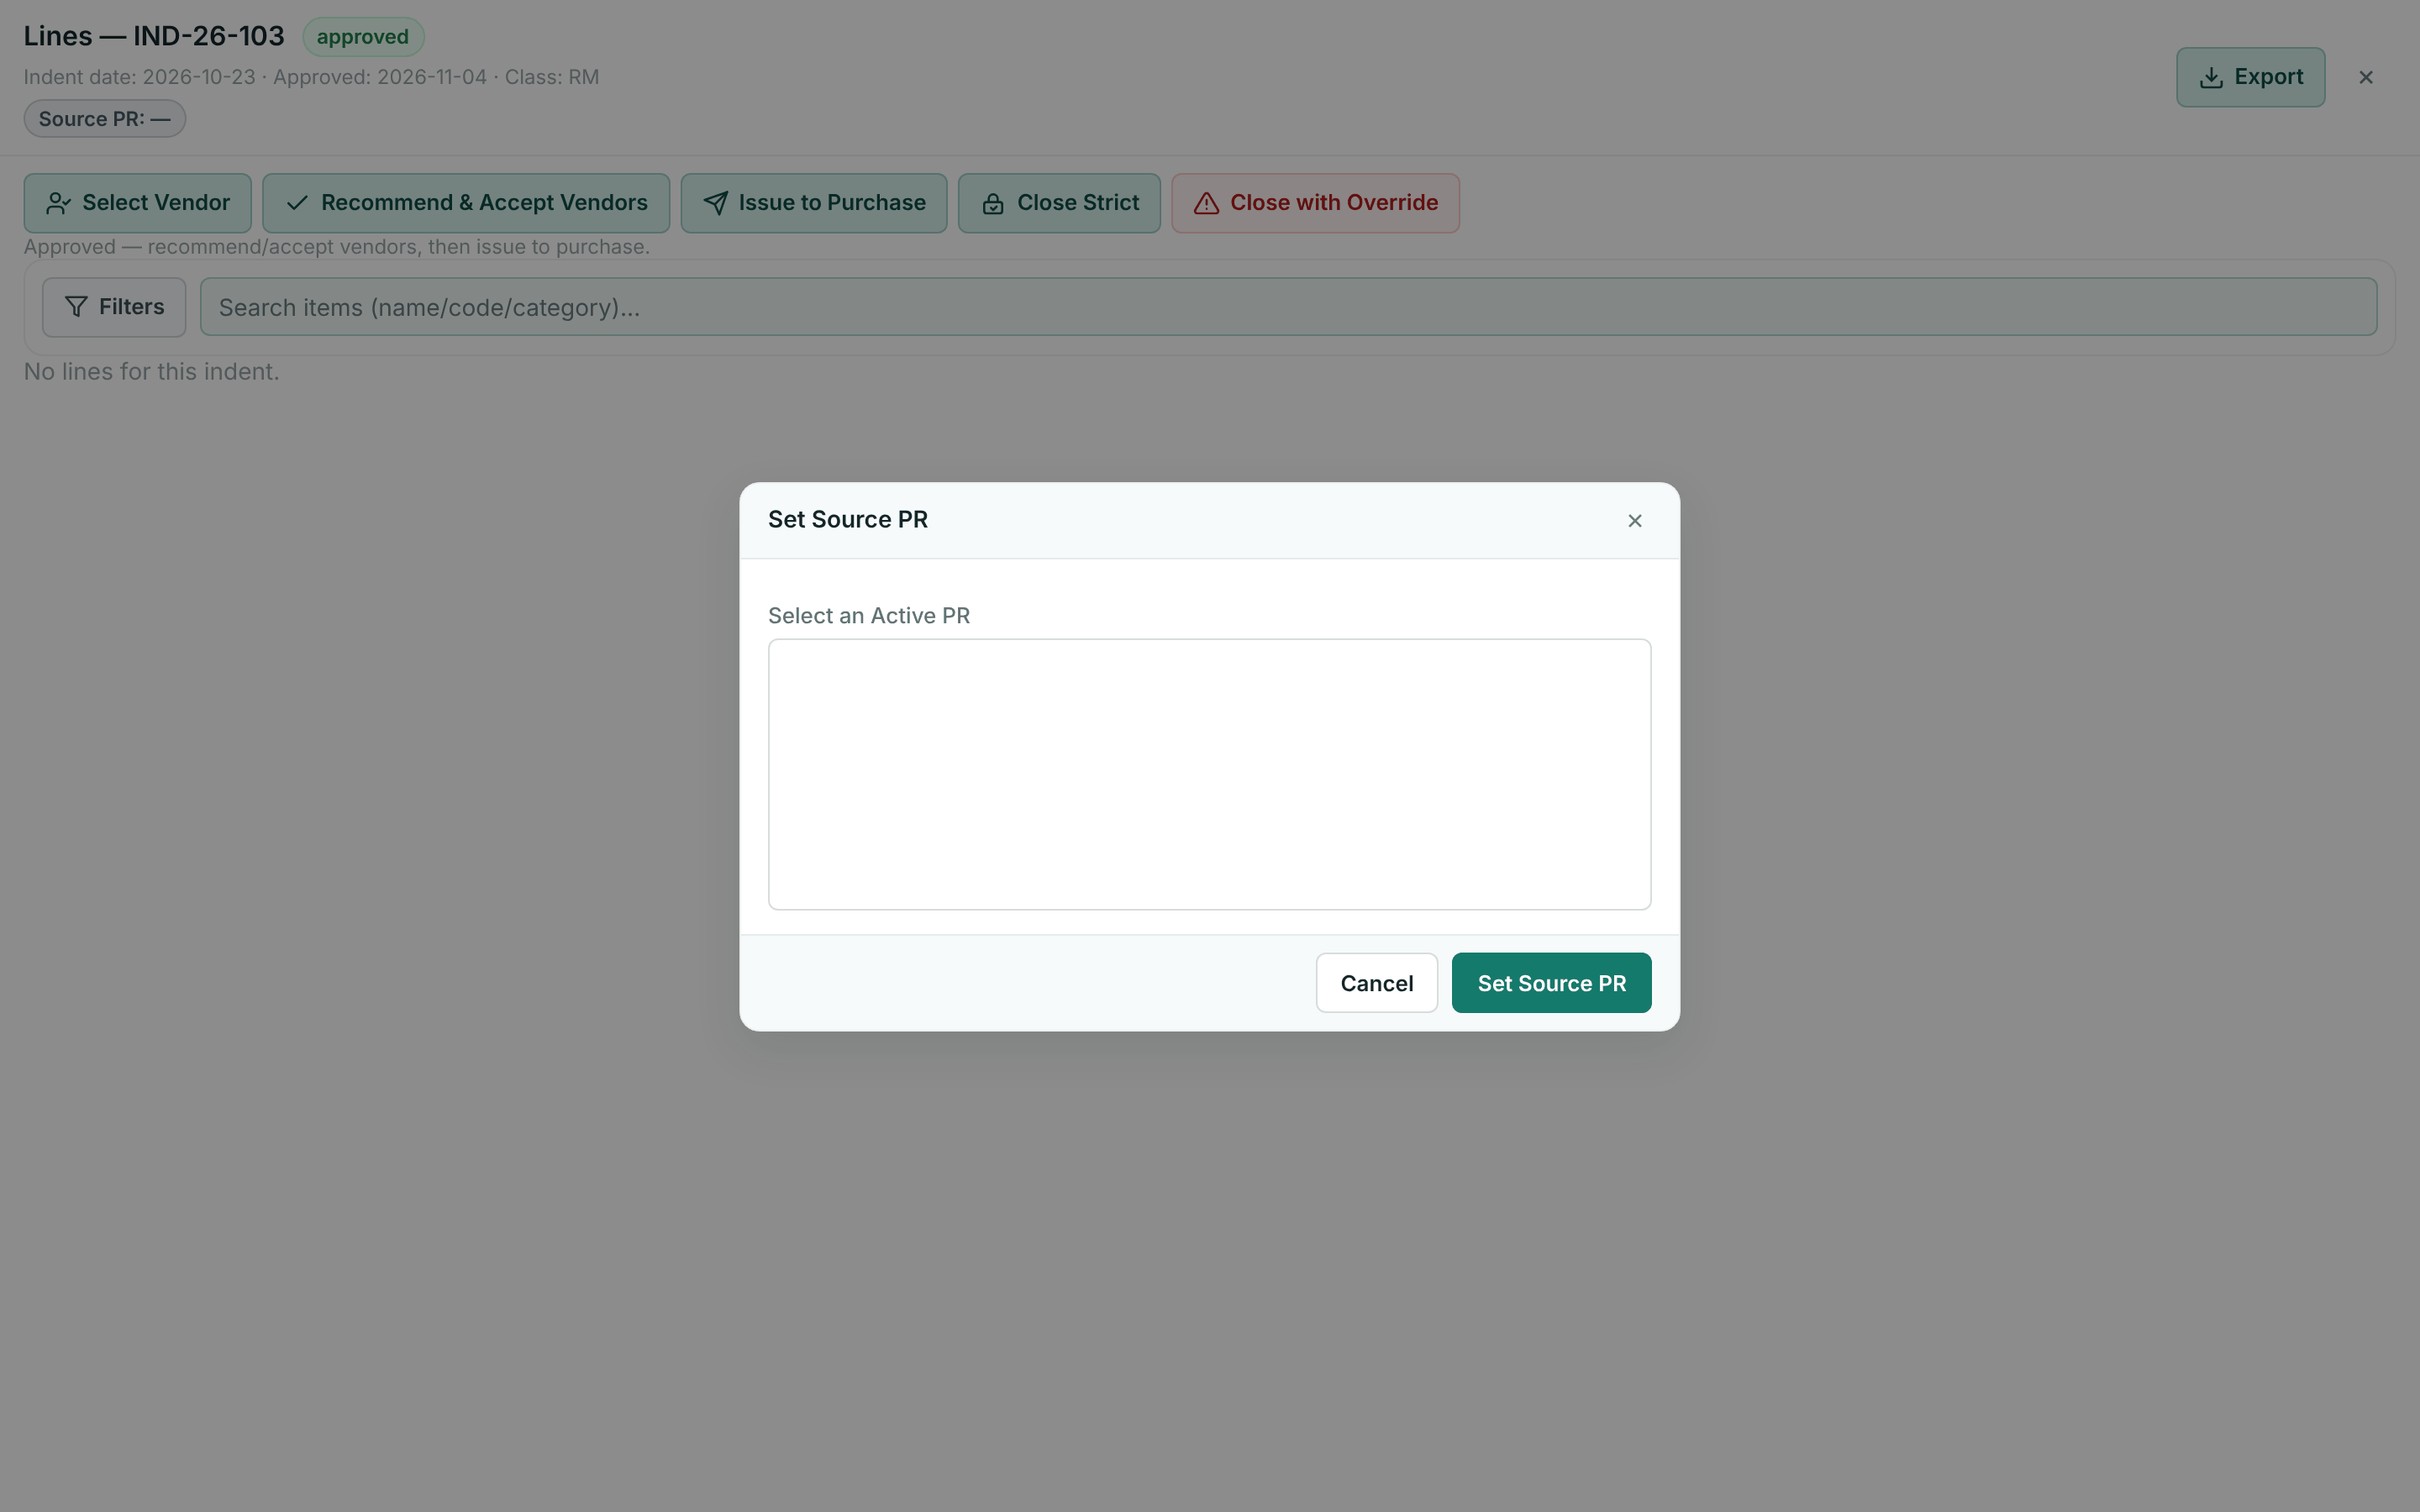 Lines — IND-26-103 approved
Indent date: 2026-10-23 · Approved: 2026-11-04 · Class: RM
Source PR: —
Export ×
Select Vendor Recommend & Accept Vendors Issue to Purchase Close Strict Close with Override
Approved — recommend/accept vendors, then issue to purchase.
Filters Search items (name/code/category)...
No lines for this indent.
Set Source PR ×
Select an Active PR
Cancel Set Source PR